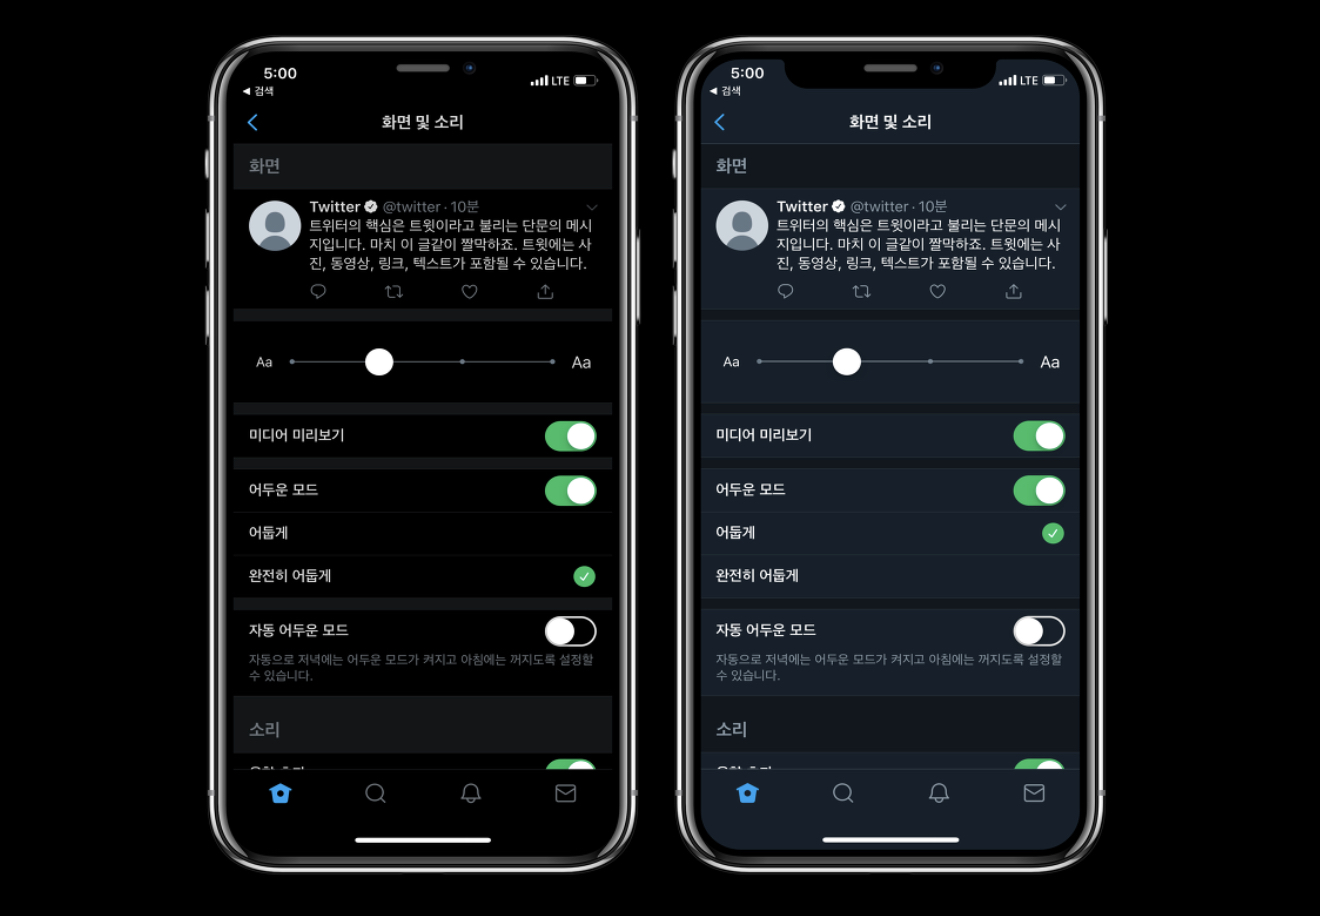 5:00
LTE
◀ 검색
화면 및 소리
화면
Twitter @twitter · 10분
트위터의 핵심은 트윗이라고 불리는 단문의 메시
지입니다. 마치 이 글같이 짤막하죠. 트윗에는 사
진, 동영상, 링크, 텍스트가 포함될 수 있습니다.
Aa
Aa
미디어 미리보기
어두운 모드
어둡게
완전히 어둡게
자동 어두운 모드
자동으로 저녁에는 어두운 모드가 켜지고 아침에는 꺼지도록 설정할
수 있습니다.
소리
5:00
LTE
◀ 검색
화면 및 소리
화면
Twitter @twitter · 10분
트위터의 핵심은 트윗이라고 불리는 단문의 메시
지입니다. 마치 이 글같이 짤막하죠. 트윗에는 사
진, 동영상, 링크, 텍스트가 포함될 수 있습니다.
Aa
Aa
미디어 미리보기
어두운 모드
어둡게
완전히 어둡게
자동 어두운 모드
자동으로 저녁에는 어두운 모드가 켜지고 아침에는 꺼지도록 설정할
수 있습니다.
소리